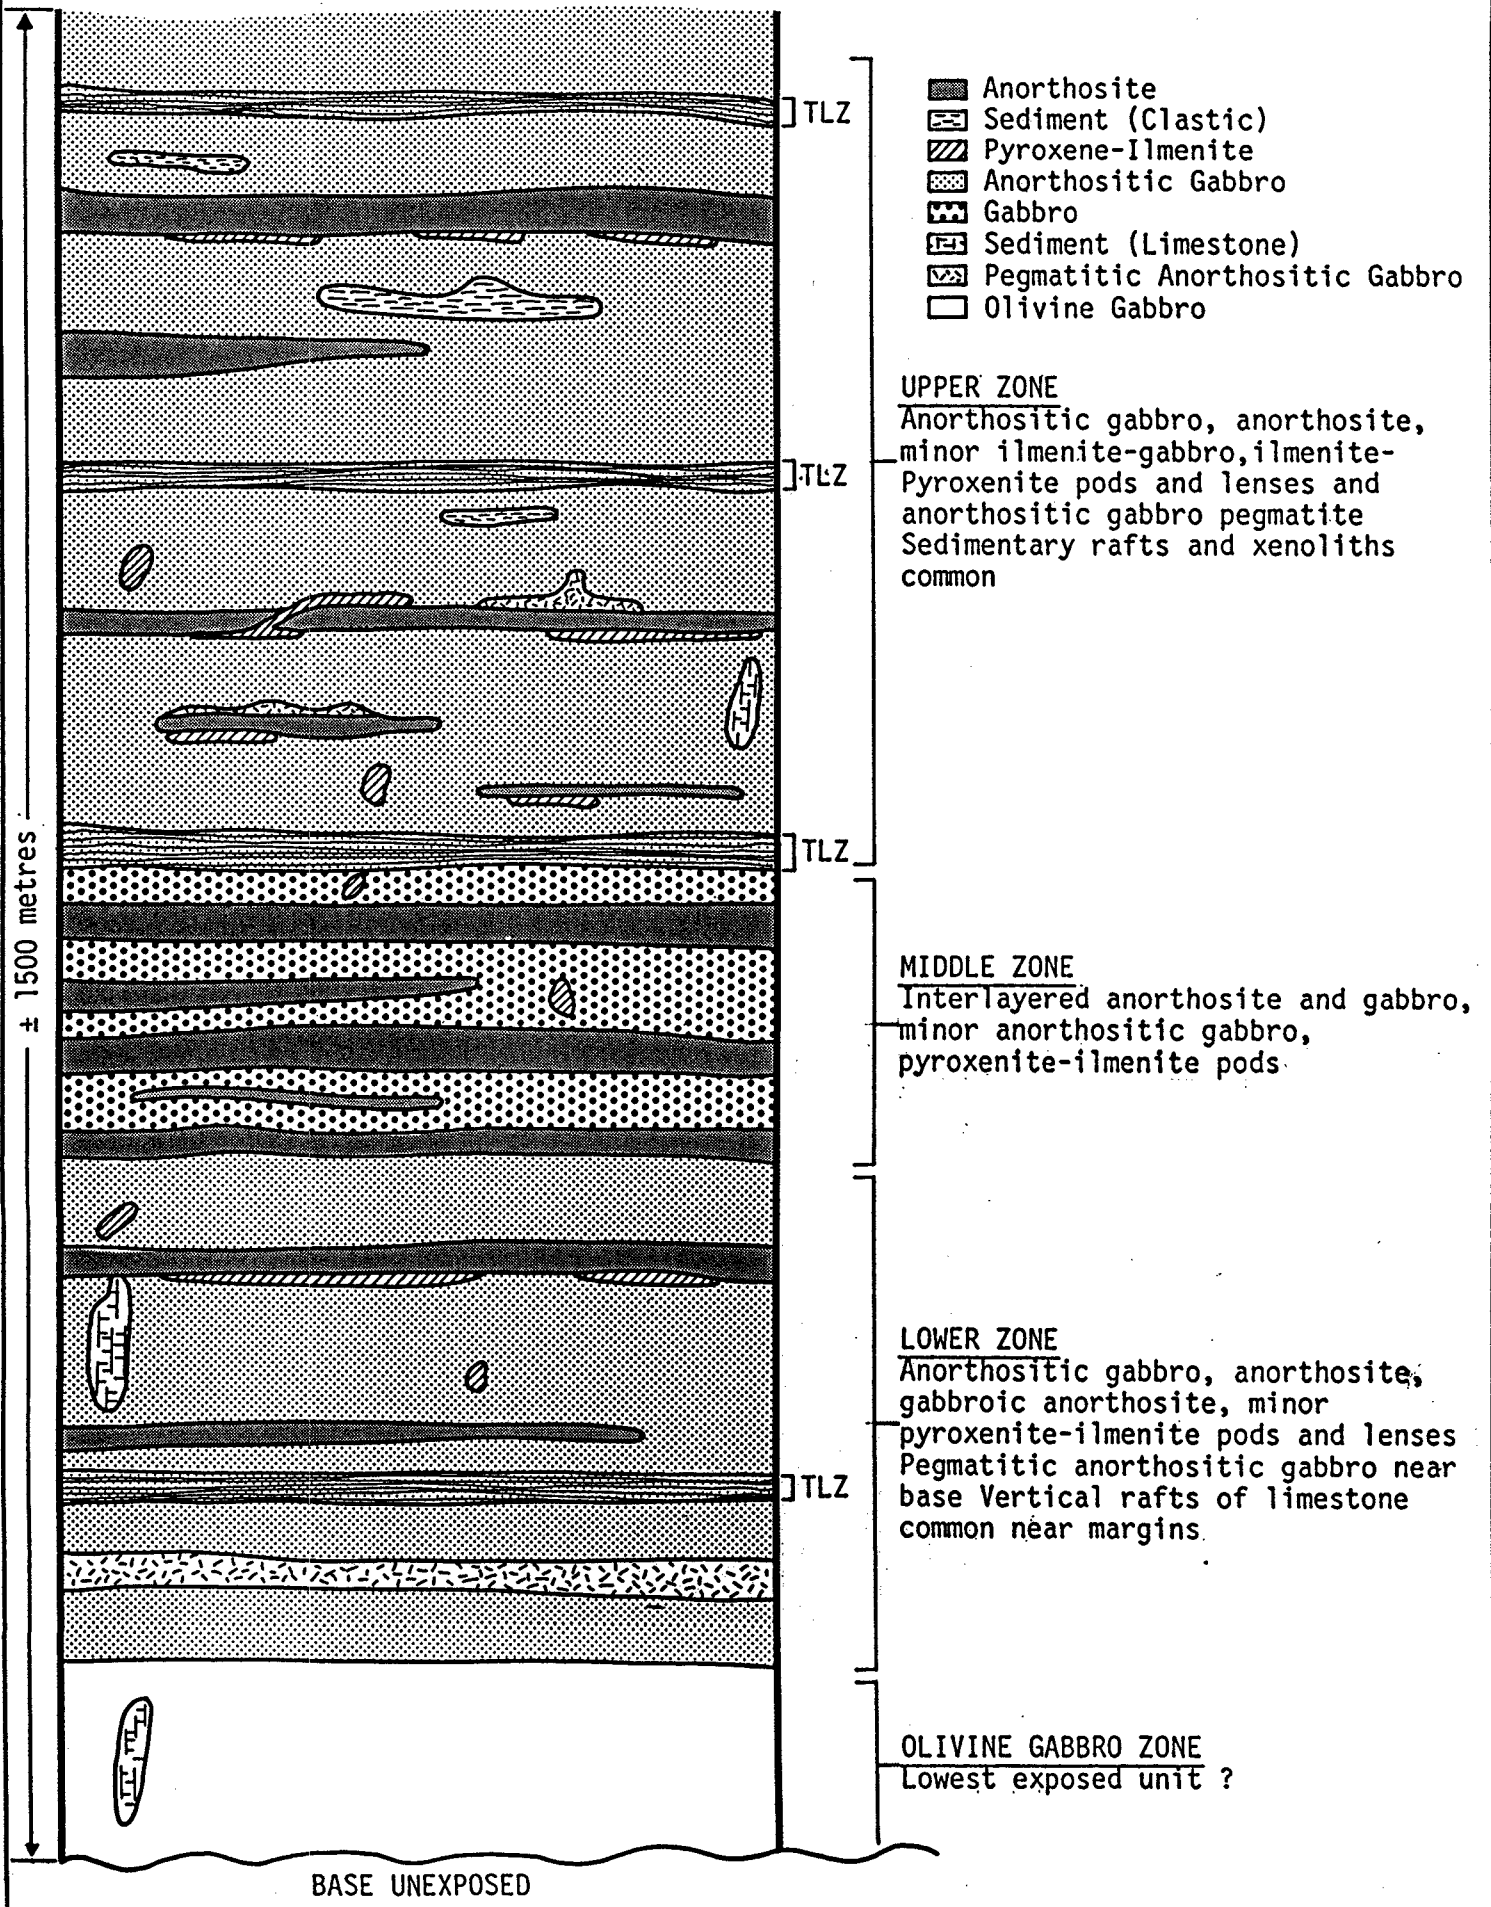 Anorthosite
Sediment (Clastic)
Pyroxene-Ilmenite
Anorthositic Gabbro
Gabbro
Sediment (Limestone)
Pegmatitic Anorthositic Gabbro
Olivine Gabbro
TLZ
UPPER ZONE
Anorthositic gabbro, anorthosite,
minor ilmenite-gabbro,ilmenite-
Pyroxenite pods and lenses and
anorthositic gabbro pegmatite
Sedimentary rafts and xenoliths
common
TLZ
TLZ
± 1500 metres
MIDDLE ZONE
Interlayered anorthosite and gabbro,
minor anorthositic gabbro,
pyroxenite-ilmenite pods
LOWER ZONE
Anorthositic gabbro, anorthosite,
gabbroic anorthosite, minor
pyroxenite-ilmenite pods and lenses
Pegmatitic anorthositic gabbro near
base Vertical rafts of limestone
common near margins
TLZ
OLIVINE GABBRO ZONE
Lowest exposed unit ?
BASE UNEXPOSED